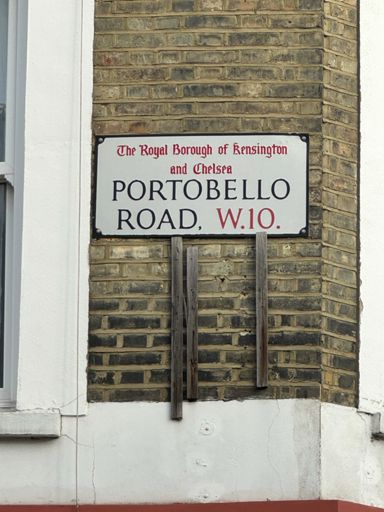 The Royal Borough of Kensington
and Chelsea
PORTOBELLO
ROAD, W.10.